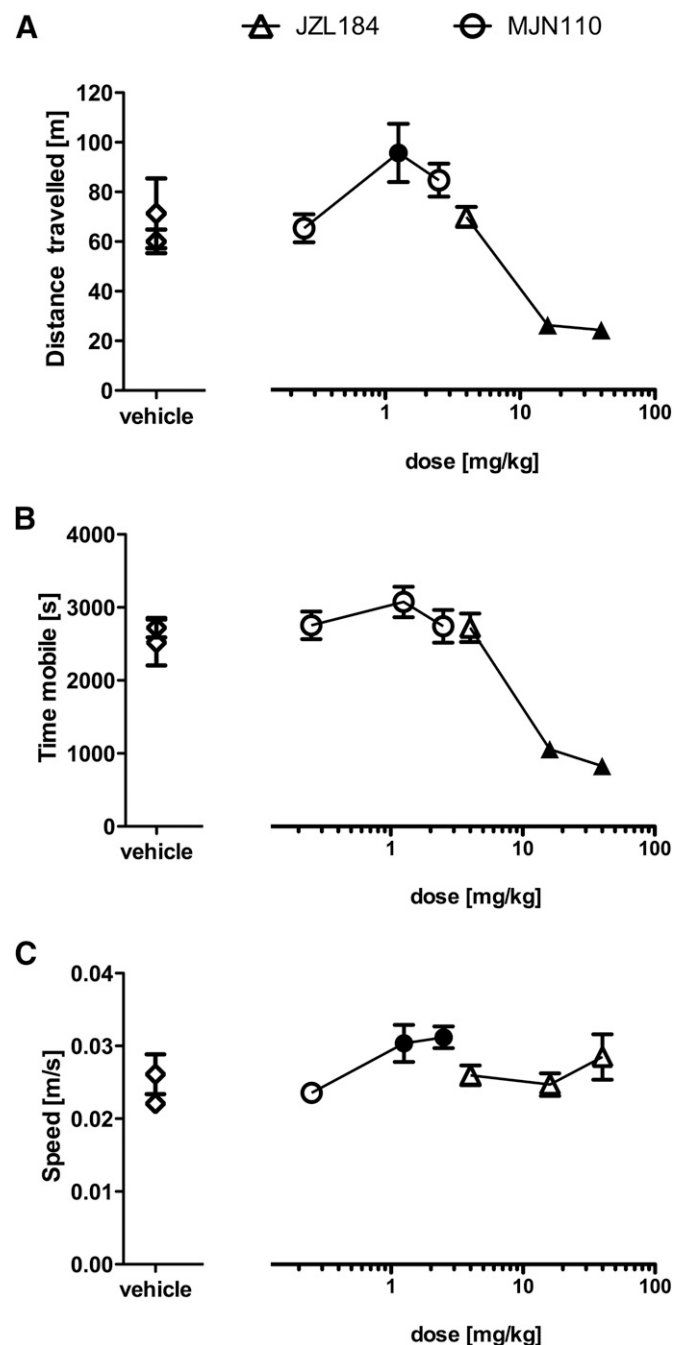 A
JZL184 MJN110
Distance travelled [m]
120
100
80
60
40
20
0
vehicle
1 10 100
dose [mg/kg]
B
Time mobile [s]
4000
3000
2000
1000
0
vehicle
1 10 100
dose [mg/kg]
C
Speed [m/s]
0.04
0.03
0.02
0.01
0.00
vehicle
1 10 100
dose [mg/kg]